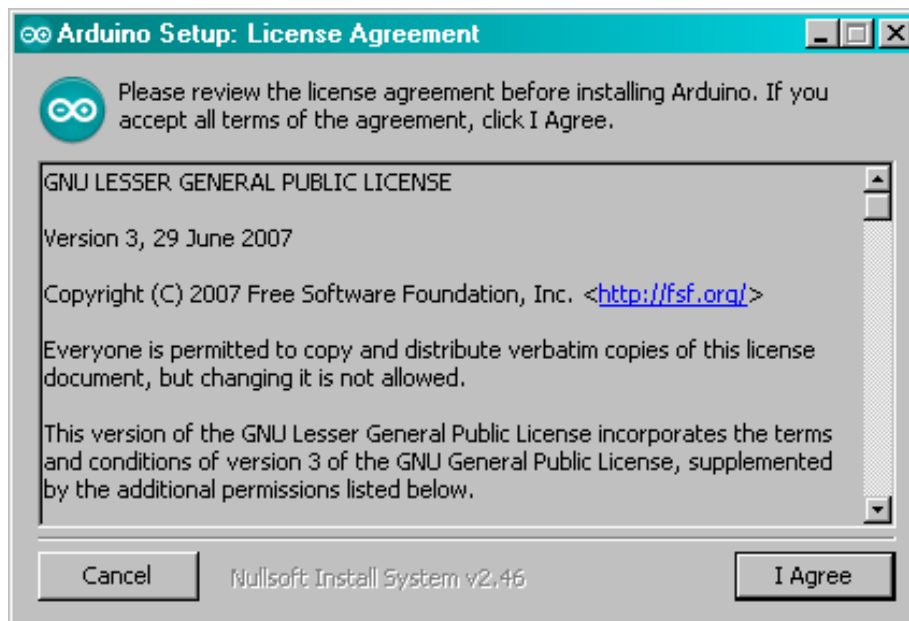 Arduino Setup: License Agreement
Please review the license agreement before installing Arduino. If you
accept all terms of the agreement, click I Agree.
GNU LESSER GENERAL PUBLIC LICENSE
Version 3, 29 June 2007
Copyright (C) 2007 Free Software Foundation, Inc. <http://fsf.org/>
Everyone is permitted to copy and distribute verbatim copies of this license
document, but changing it is not allowed.
This version of the GNU Lesser General Public License incorporates the terms
and conditions of version 3 of the GNU General Public License, supplemented
by the additional permissions listed below.
Cancel
Nullsoft Install System v2.46
I Agree